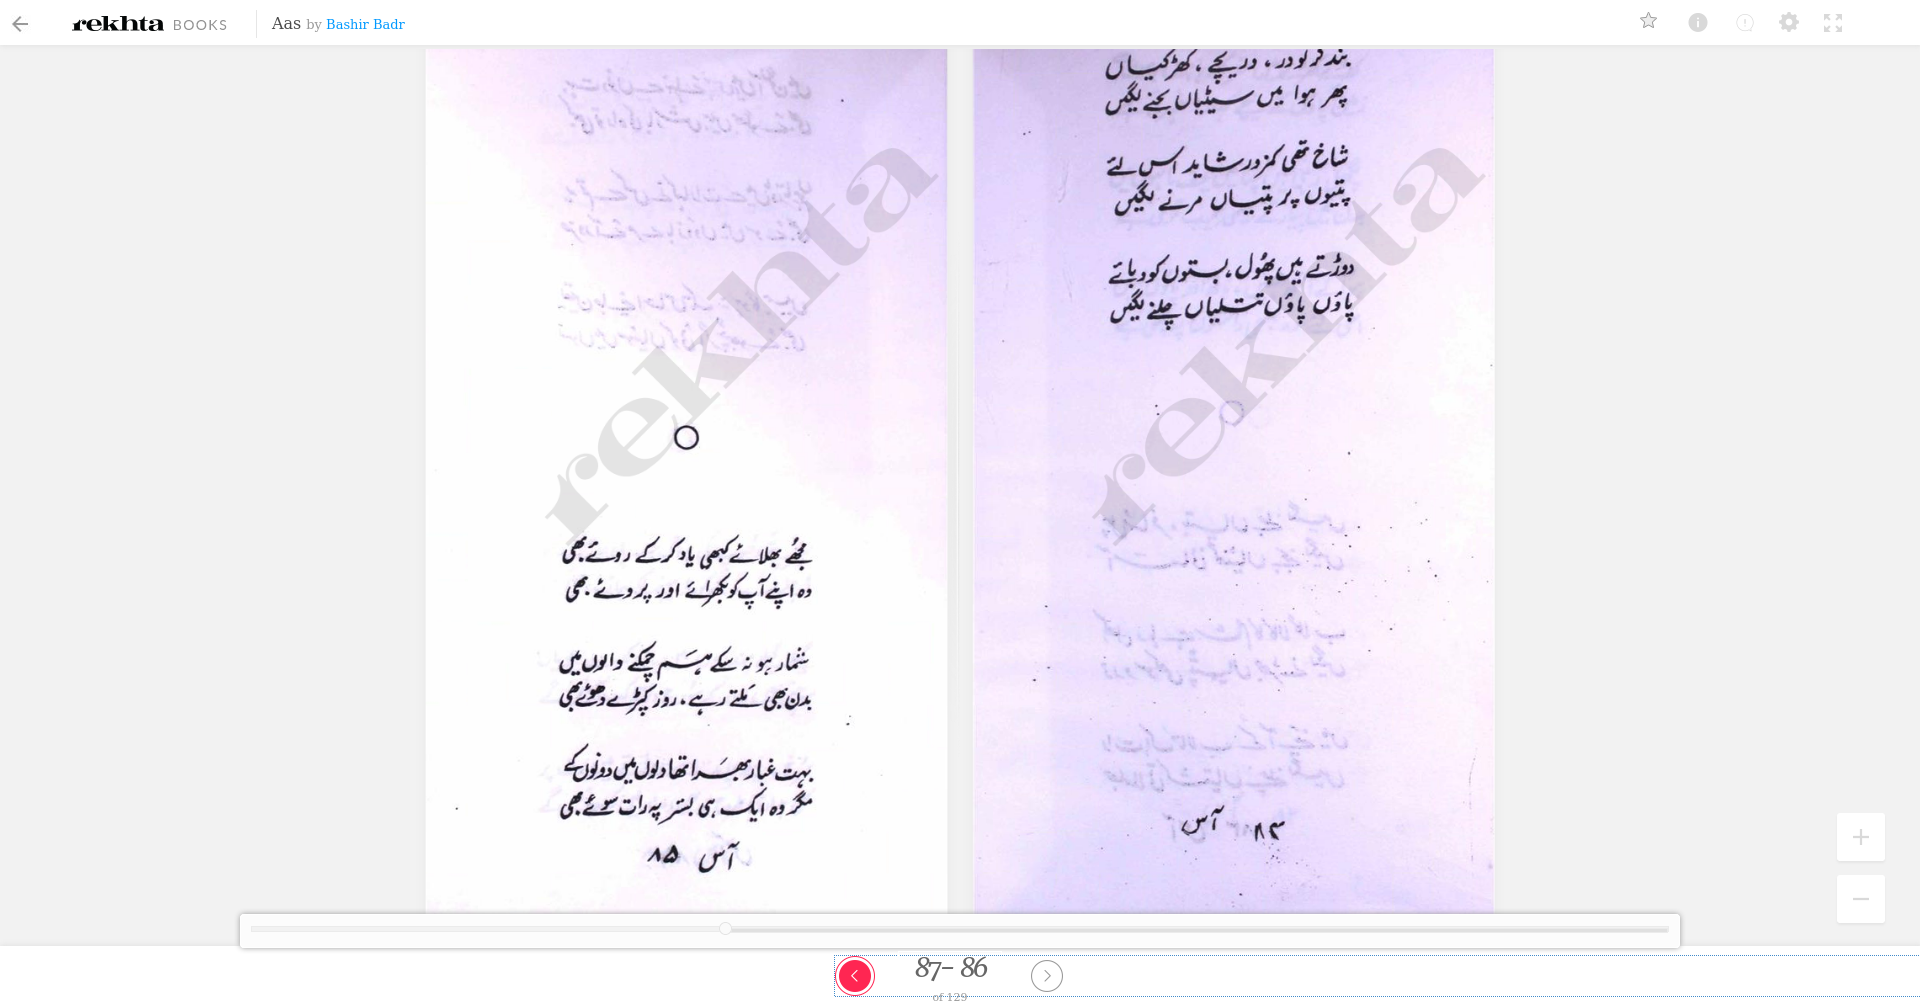 rekhta BOOKS
Aas by Bashir Badr
بند کرلو در، دریچے، کھڑکیاں
پھر ہوا میں سیٹیاں بجنے لگیں
شاخ تھی کمزور شاید اس لئے
پتیوں پر پتیاں مرنے لگیں
دوڑتے ہیں پھول، بستوں کو دبائے
پاؤں پاؤں تتلیاں چلنے لگیں
آس ۸۴
rekhta
مجھے بھلائے کبھی یاد کرکے روئے بھی
وہ اپنے آپ کو بکھرائے اور پروئے بھی
شمار ہو نہ سکے ہم چمکنے والوں میں
بدن بھی ملتے رہے، روز کپڑے دھوئے بھی
بہت غبار بھرا تھا دلوں میں دونوں کے
مگر وہ ایک ہی بستر پہ رات سوئے بھی
آس ۸۵
rekhta
87– 86
of 129